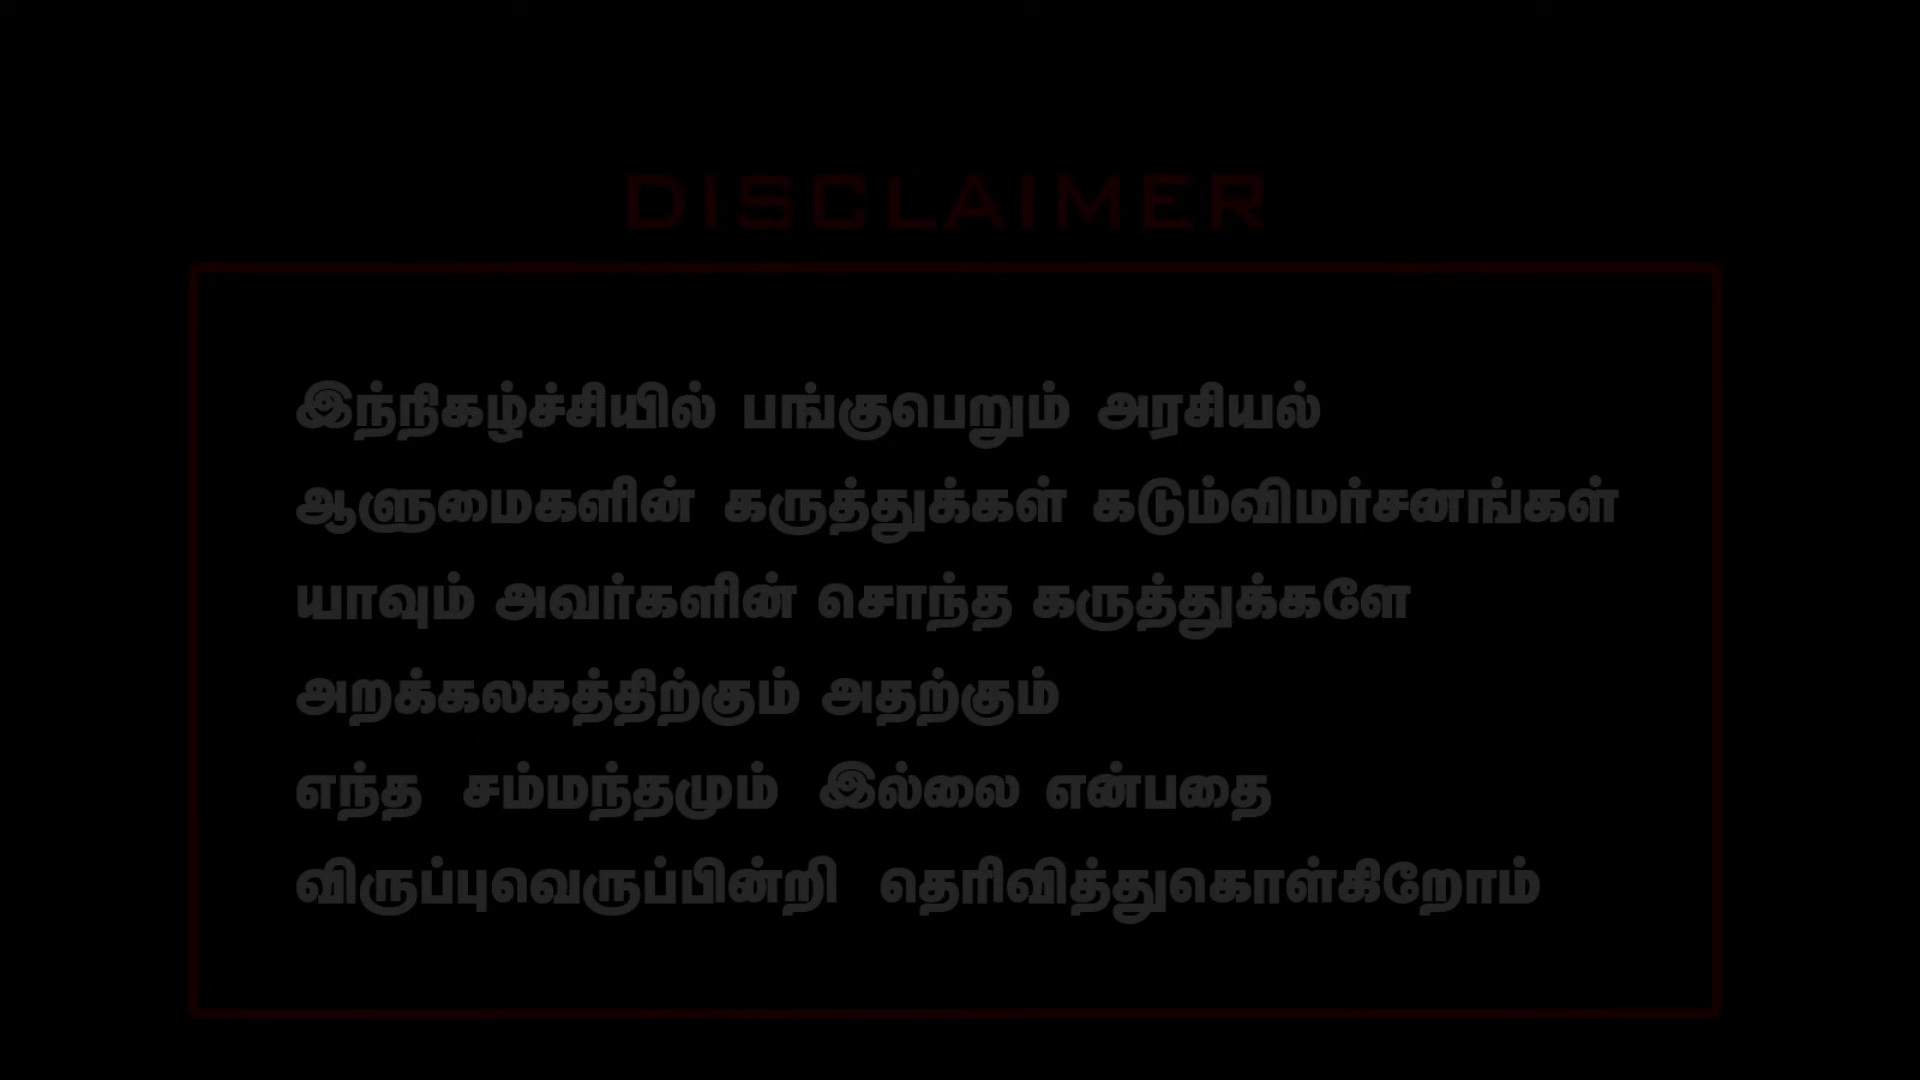 DISCLAIMER
இந்நிகழ்ச்சியில் பங்குபெறும் அரசியல்
ஆளுமைகளின் கருத்துக்கள் கடும்விமர்சனங்கள்
யாவும் அவர்களின் சொந்த கருத்துக்களே
அறக்கலகத்திற்கும் அதற்கும்
எந்த சம்மந்தமும் இல்லை என்பதை
விருப்புவெருப்பின்றி தெரிவித்துகொள்கிறோம்